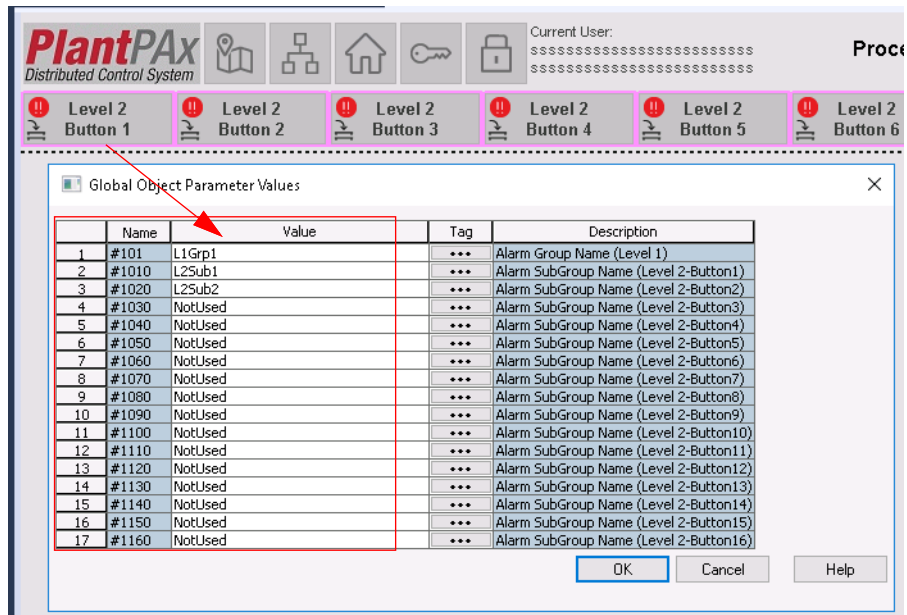 PlantPAx
Distributed Control System
Current User:
ssssssssssssssssssssssssss
ssssssssssssssssssssssssss
Proce
Level 2
Button 1
Level 2
Button 2
Level 2
Button 3
Level 2
Button 4
Level 2
Button 5
Level 2
Button 6
Global Object Parameter Values
Name Value Tag Description
1 #101 L1Grp1 ••• Alarm Group Name (Level 1)
2 #1010 L2Sub1 ••• Alarm SubGroup Name (Level 2-Button1)
3 #1020 L2Sub2 ••• Alarm SubGroup Name (Level 2-Button2)
4 #1030 NotUsed ••• Alarm SubGroup Name (Level 2-Button3)
5 #1040 NotUsed ••• Alarm SubGroup Name (Level 2-Button4)
6 #1050 NotUsed ••• Alarm SubGroup Name (Level 2-Button5)
7 #1060 NotUsed ••• Alarm SubGroup Name (Level 2-Button6)
8 #1070 NotUsed ••• Alarm SubGroup Name (Level 2-Button7)
9 #1080 NotUsed ••• Alarm SubGroup Name (Level 2-Button8)
10 #1090 NotUsed ••• Alarm SubGroup Name (Level 2-Button9)
11 #1100 NotUsed ••• Alarm SubGroup Name (Level 2-Button10)
12 #1110 NotUsed ••• Alarm SubGroup Name (Level 2-Button11)
13 #1120 NotUsed ••• Alarm SubGroup Name (Level 2-Button12)
14 #1130 NotUsed ••• Alarm SubGroup Name (Level 2-Button13)
15 #1140 NotUsed ••• Alarm SubGroup Name (Level 2-Button14)
16 #1150 NotUsed ••• Alarm SubGroup Name (Level 2-Button15)
17 #1160 NotUsed ••• Alarm SubGroup Name (Level 2-Button16)
OK Cancel Help